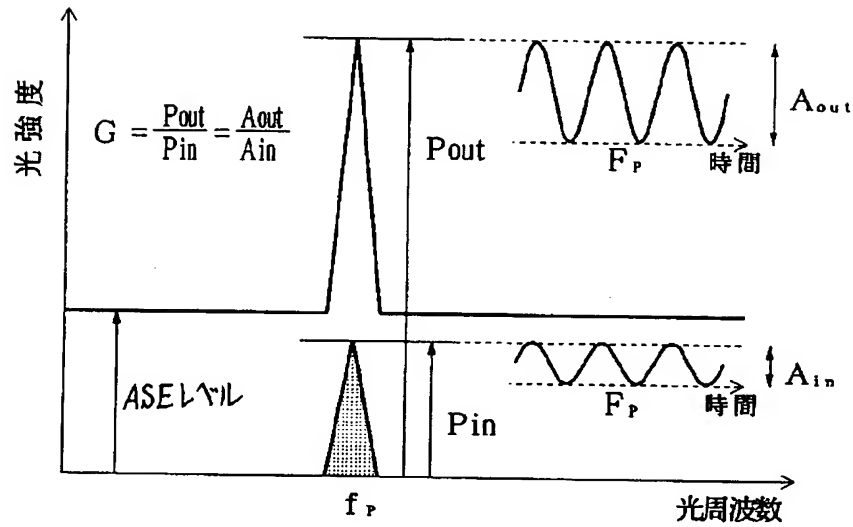 光強度
G = Pout/Pin = Aout/Ain
Pout
Aout
FP
時間
ASEレベル
Pin
Ain
FP
時間
fP
光周波数